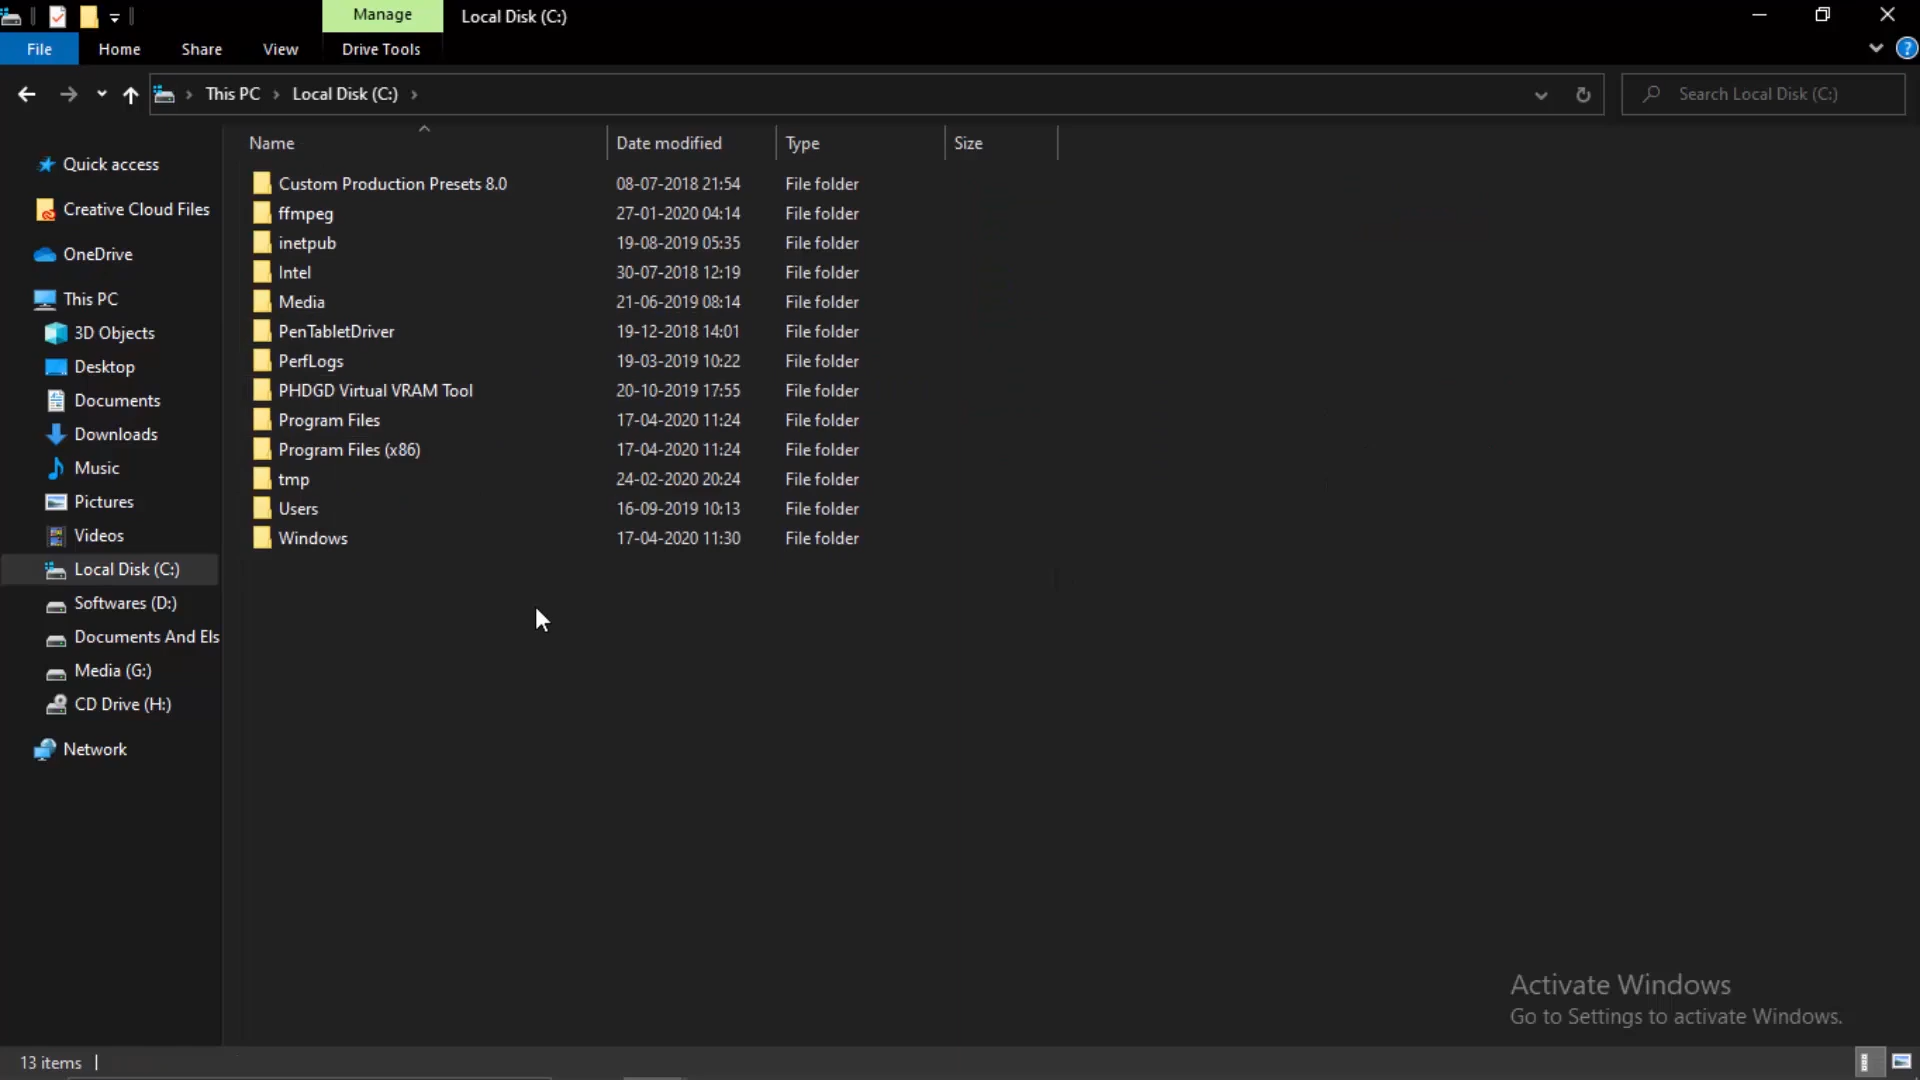 Manage
Local Disk (C:)
File
Home
Share
View
Drive Tools
?
This PC
Local Disk (C:)
Search Local Disk (C:)
Name
Date modified
Type
Size
Quick access
Creative Cloud Files
OneDrive
This PC
3D Objects
Desktop
Documents
Downloads
Music
Pictures
Videos
Local Disk (C:)
Softwares (D:)
Documents And Els
Media (G:)
CD Drive (H:)
Network
Custom Production Presets 8.0 08-07-2018 21:54 File folder
ffmpeg 27-01-2020 04:14 File folder
inetpub 19-08-2019 05:35 File folder
Intel 30-07-2018 12:19 File folder
Media 21-06-2019 08:14 File folder
PenTabletDriver 19-12-2018 14:01 File folder
PerfLogs 19-03-2019 10:22 File folder
PHDGD Virtual VRAM Tool 20-10-2019 17:55 File folder
Program Files 17-04-2020 11:24 File folder
Program Files (x86) 17-04-2020 11:24 File folder
tmp 24-02-2020 20:24 File folder
Users 16-09-2019 10:13 File folder
Windows 17-04-2020 11:30 File folder
Activate Windows
Go to Settings to activate Windows.
13 items